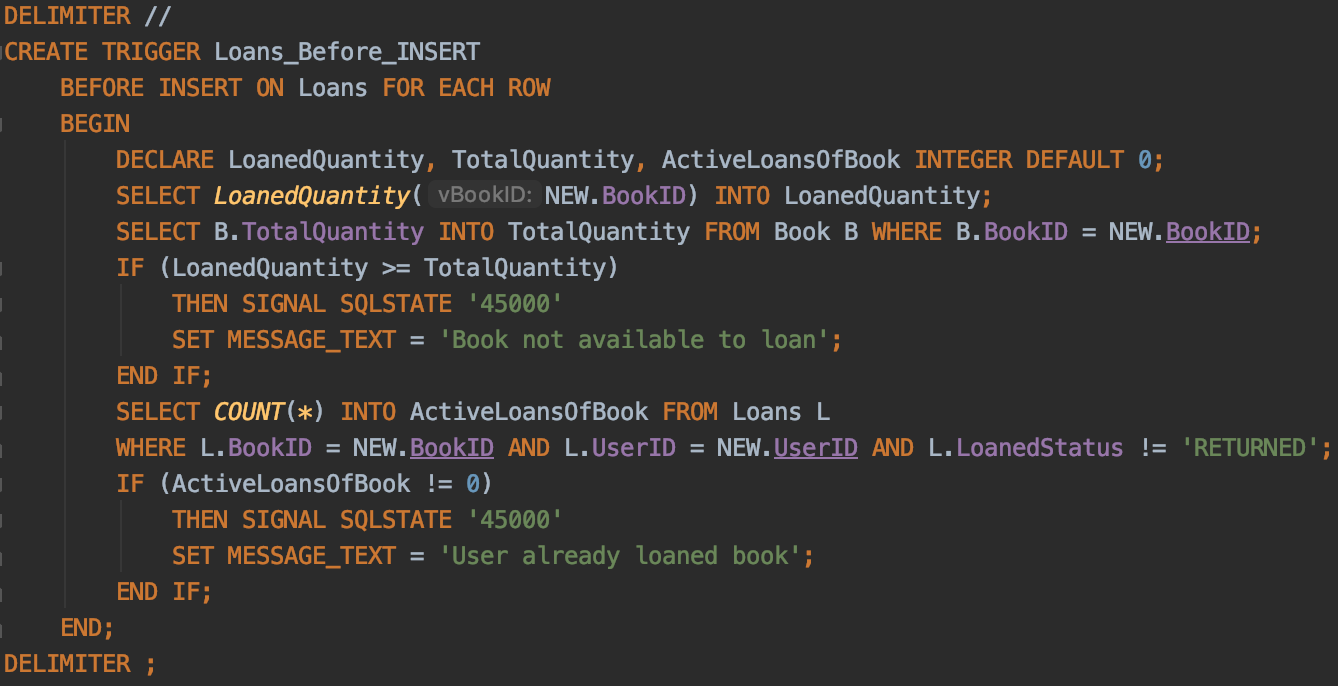 DELIMITER //
CREATE TRIGGER Loans_Before_INSERT
    BEFORE INSERT ON Loans FOR EACH ROW
    BEGIN
        DECLARE LoanedQuantity, TotalQuantity, ActiveLoansOfBook INTEGER DEFAULT 0;
        SELECT LoanedQuantity( vBookID: NEW.BookID) INTO LoanedQuantity;
        SELECT B.TotalQuantity INTO TotalQuantity FROM Book B WHERE B.BookID = NEW.BookID;
        IF (LoanedQuantity >= TotalQuantity)
            THEN SIGNAL SQLSTATE '45000'
            SET MESSAGE_TEXT = 'Book not available to loan';
        END IF;
        SELECT COUNT(*) INTO ActiveLoansOfBook FROM Loans L
        WHERE L.BookID = NEW.BookID AND L.UserID = NEW.UserID AND L.LoanedStatus != 'RETURNED';
        IF (ActiveLoansOfBook != 0)
            THEN SIGNAL SQLSTATE '45000'
            SET MESSAGE_TEXT = 'User already loaned book';
        END IF;
    END;
DELIMITER ;